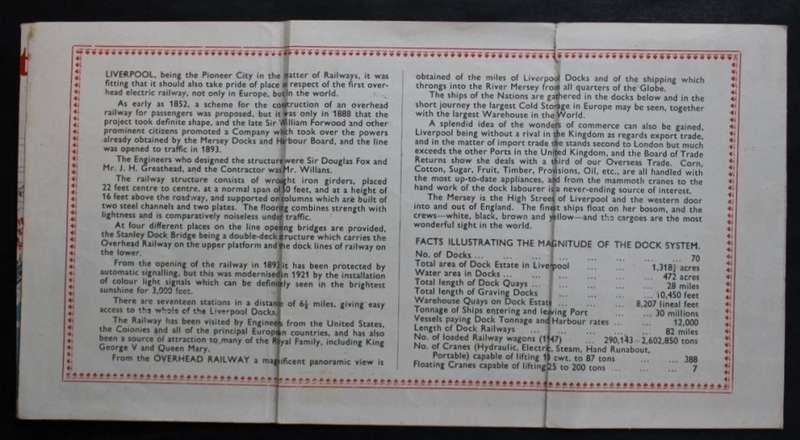 LIVERPOOL, being the Pioneer City in the matter of Railways, it was
fitting that it should also take pride of place in respect of the first over-
head electric railway, not only in Europe, but in the world.
As early as 1852, a scheme for the construction of an overhead
railway for passengers was proposed, but it was only in 1888 that the
project took definite shape, and the late Sir William Forwood and other
prominent citizens promoted a Company which took over the powers
already obtained by the Mersey Docks and Harbour Board, and the line
was opened to traffic in 1893.
The Engineers who designed the structure were Sir Douglas Fox and
Mr. J. H. Greathead, and the Contractor was Mr. Willans.
The railway structure consists of wrought iron girders, placed
22 feet centre to centre, at a normal span of 50 feet, and at a height of
16 feet above the roadway, and supported on columns which are built of
two steel channels and two plates. The flooring combines strength with
lightness and is comparatively noiseless under traffic.
At four different places on the line opening bridges are provided,
the Stanley Dock Bridge being a double-deck structure which carries the
Overhead Railway on the upper platform and the dock lines of railway on
the lower.
From the opening of the railway in 1893 it has been protected by
automatic signalling, but this was modernised in 1921 by the installation
of colour light signals which can be definitely seen in the brightest
sunshine for 3,000 feet.
There are seventeen stations in a distance of 6½ miles, giving easy
access to the whole of the Liverpool Docks.
The Railway has been visited by Engineers from the United States,
the Colonies and all of the principal European countries, and has also
been a source of attraction to many of the Royal Family, including King
George V and Queen Mary.
From the OVERHEAD RAILWAY a magnificent panoramic view is
obtained of the miles of Liverpool Docks and of the shipping which
throngs into the River Mersey from all quarters of the Globe.
The ships of the Nations are gathered in the docks below and in the
short journey the largest Cold Storage in Europe may be seen, together
with the largest Warehouse in the World.
A splendid idea of the wonders of commerce can also be gained,
Liverpool being without a rival in the Kingdom as regards export trade,
and in the matter of import trade she stands second to London but much
exceeds the other Ports in the United Kingdom, and the Board of Trade
Returns show she deals with a third of our Overseas Trade. Corn,
Cotton, Sugar, Fruit, Timber, Provisions, Oil, etc., are all handled with
the most up-to-date appliances, and from the mammoth cranes to the
hand work of the dock labourer is a never-ending source of interest.
The Mersey is the High Street of Liverpool and the western door
into and out of England. The finest ships float on her bosom, and the
crews—white, black, brown and yellow—and the cargoes are the most
wonderful sight in the world.
FACTS ILLUSTRATING THE MAGNITUDE OF THE DOCK SYSTEM.
No. of Docks ... ... ... ... ... ... 70
Total area of Dock Estate in Liverpool ... ... 1,318½ acres
Water area in Docks ... ... ... ... 472 acres
Total length of Dock Quays ... ... ... 28 miles
Total length of Graving Docks ... ... 10,450 feet
Warehouse Quays on Dock Estate ... ... 8,207 lineal feet
Tonnage of Ships entering and leaving Port ... 30 millions
Vessels paying Dock Tonnage and Harbour rates ... 12,000
Length of Dock Railways ... ... ... 82 miles
No. of loaded Railway wagons (1947) 290,143 - 2,602,850 tons
No. of Cranes (Hydraulic, Electric, Steam, Hand Runabout,
Portable) capable of lifting cwt. to 87 tons ... ... 388
Floating Cranes capable of lifting 25 to 200 tons ... ... 7